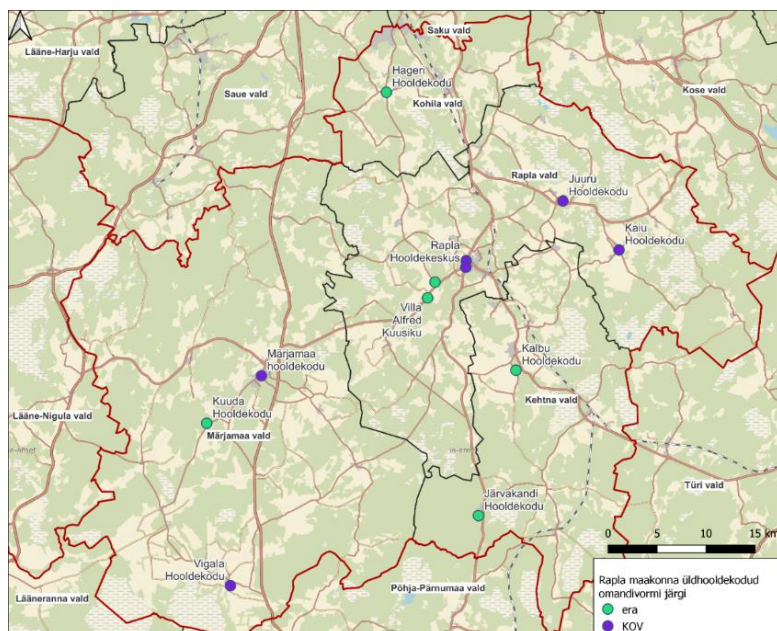 Saku vald
Lääne-Harju vald
Hageri
Hooldekodu
Saue vald
Kose vald
Kohila vald
Juuru
Hooldekodu
Rapla vald
Kaiu
Hooldekodu
Rapla
Hooldekeskus
Villa
Alfred
Kuusiku
Märjamaa
hooldekodu
Kalbu
Hooldekodu
Kuuda
Hooldekodu
Kehtna vald
Lääne-Nigula vald
Märjamaa vald
Türi vald
Järvakandi
Hooldekodu
0 5 10 15 km
Vigala
Hooldekodu
Lääneranna vald
Põhja-Pärnumaa vald
Rapla maakonna üldhooldekodud
omandivormi järgi
era
KOV